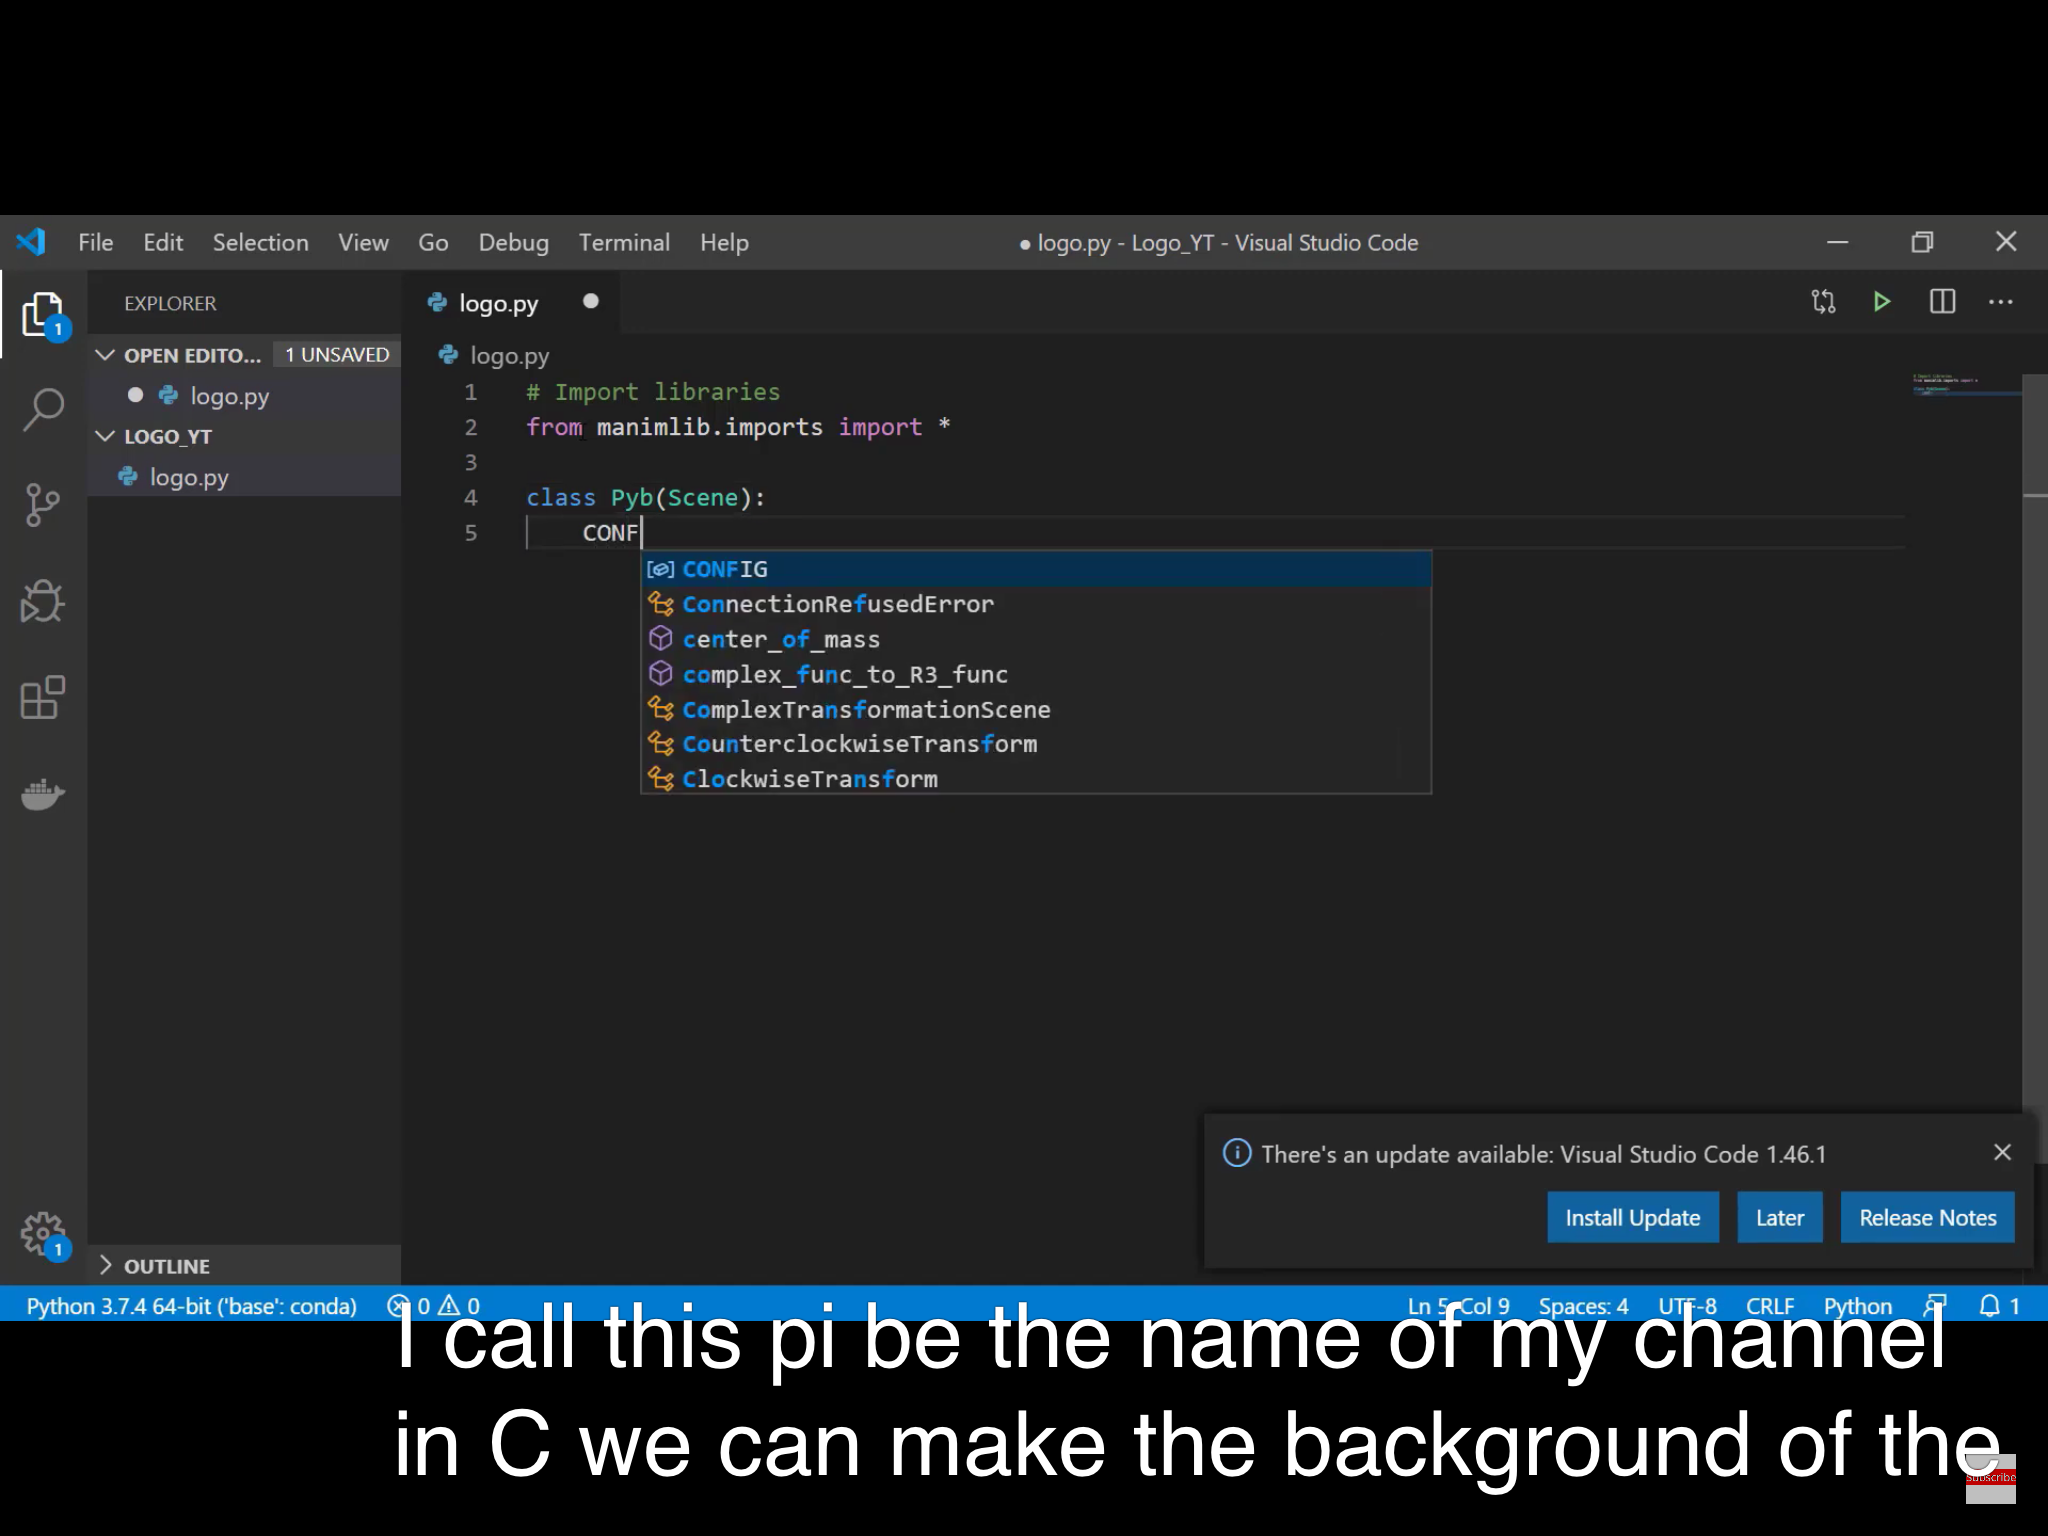 File Edit Selection View Go Debug Terminal Help
● logo.py - Logo_YT - Visual Studio Code
EXPLORER
1
OPEN EDITO... 1 UNSAVED
logo.py
LOGO_YT
logo.py
OUTLINE
1
logo.py
logo.py
1 # Import libraries
2 from manimlib.imports import *
3
4 class Pyb(Scene):
5 CONF
CONFIG
ConnectionRefusedError
center_of_mass
complex_func_to_R3_func
ComplexTransformationScene
CounterclockwiseTransform
ClockwiseTransform
There's an update available: Visual Studio Code 1.46.1
Install Update Later Release Notes
Python 3.7.4 64-bit ('base': conda) 0 0 Ln 5, Col 9 Spaces: 4 UTF-8 CRLF Python 1
I call this pi be the name of my channel
in C we can make the background of the
Subscribe